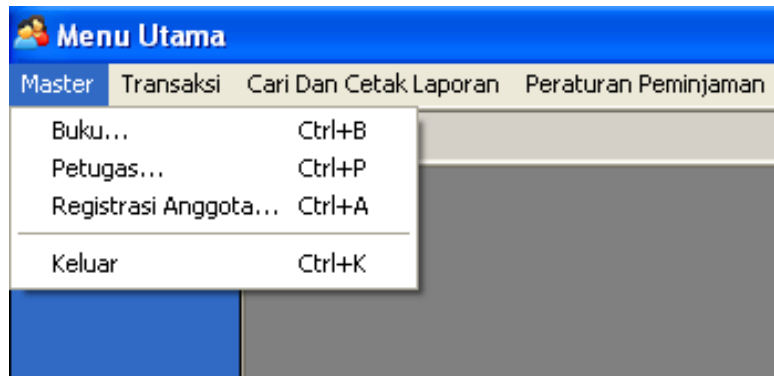 Menu Utama
Master Transaksi Cari Dan Cetak Laporan Peraturan Peminjaman
Buku... Ctrl+B
Petugas... Ctrl+P
Registrasi Anggota... Ctrl+A
Keluar Ctrl+K